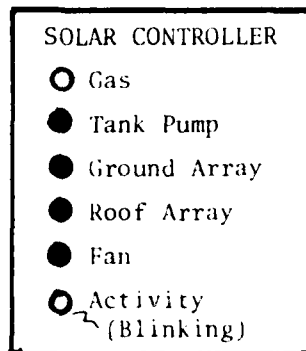 SOLAR CONTROLLER
Gas
Tank Pump
Ground Array
Roof Array
Fan
Activity
(Blinking)